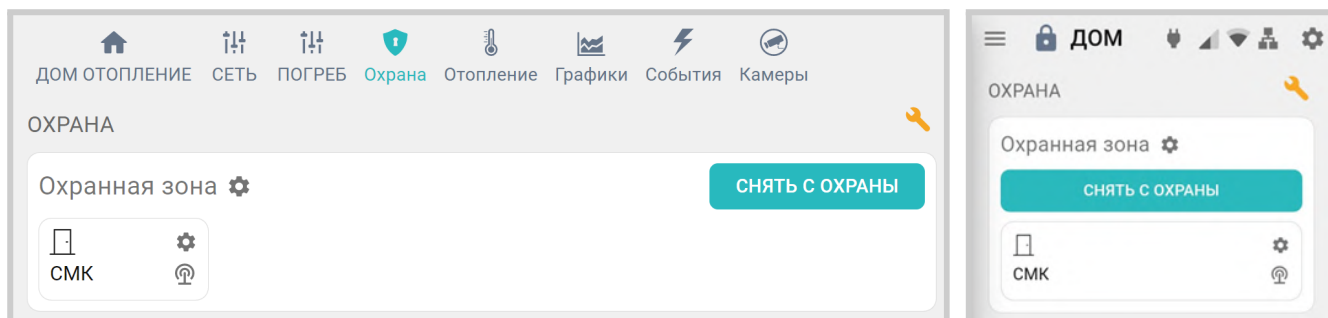 ДОМ ОТОПЛЕНИЕ СЕТЬ ПОГРЕБ Охрана Отопление Графики События Камеры
ОХРАНА
Охранная зона СНЯТЬ С ОХРАНЫ
СМК
ДОМ
ОХРАНА
Охранная зона
СНЯТЬ С ОХРАНЫ
СМК